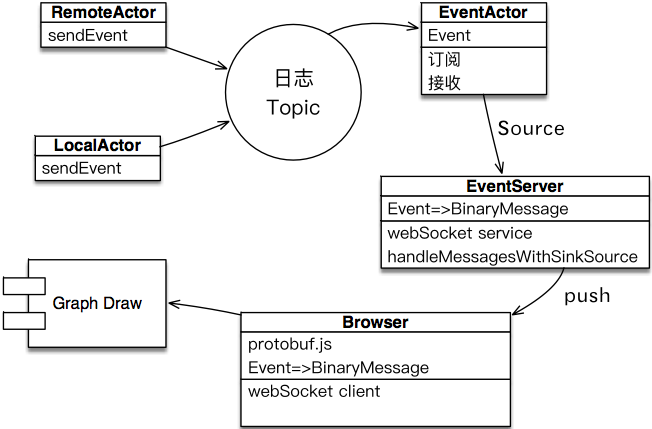 RemoteActor
sendEvent
日志
Topic
EventActor
Event
订阅
接收
LocalActor
sendEvent
Source
EventServer
Event=>BinaryMessage
webSocket service
handleMessagesWithSinkSource
push
Graph Draw
Browser
protobuf.js
Event=>BinaryMessage
webSocket client